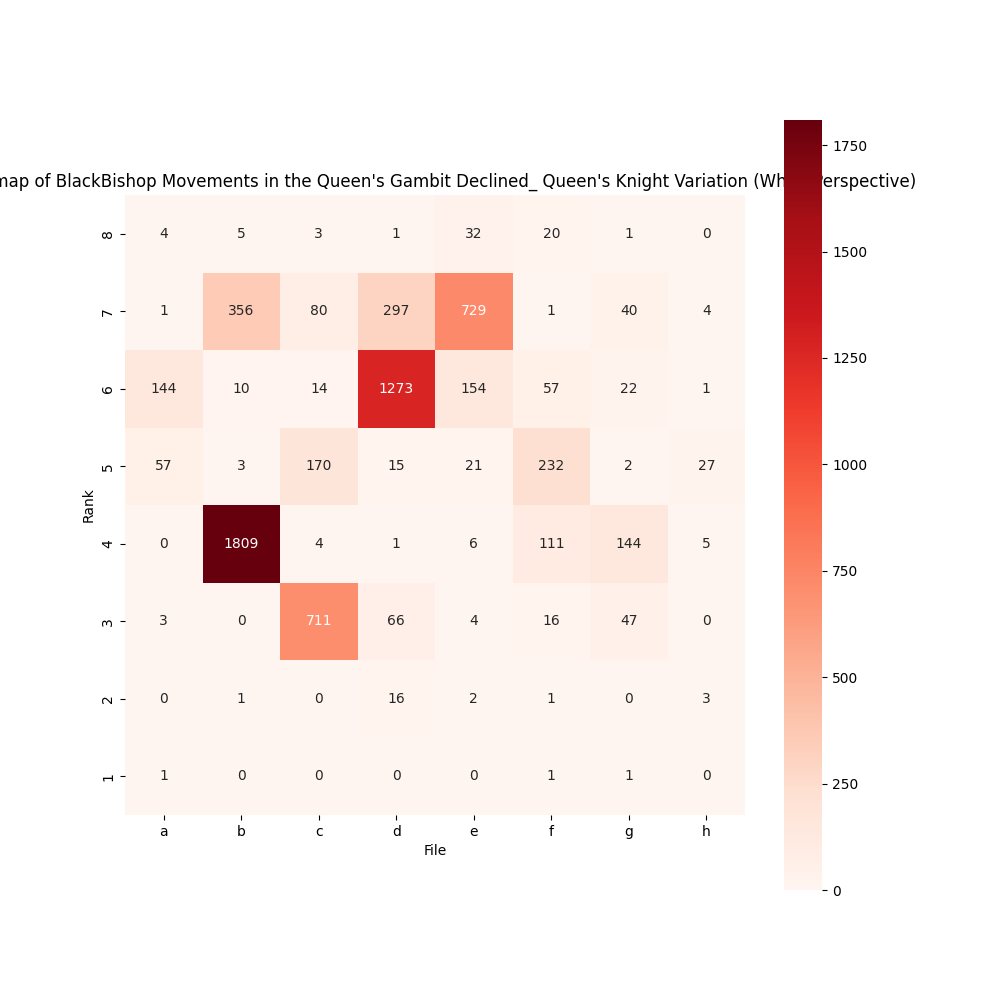 map of BlackBishop Movements in the Queen's Gambit Declined_ Queen's Knight Variation (Wh erspective)
8 4 5 3 1 32 20 1 0
7 1 356 80 297 729 1 40 4
6 144 10 14 1273 154 57 22 1
5 57 3 170 15 21 232 2 27
Rank
4 0 1809 4 1 6 111 144 5
3 3 0 711 66 4 16 47 0
2 0 1 0 16 2 1 0 3
1 1 0 0 0 0 1 1 0
a b c d e f g h
File
1750
1500
1250
1000
750
500
250
0